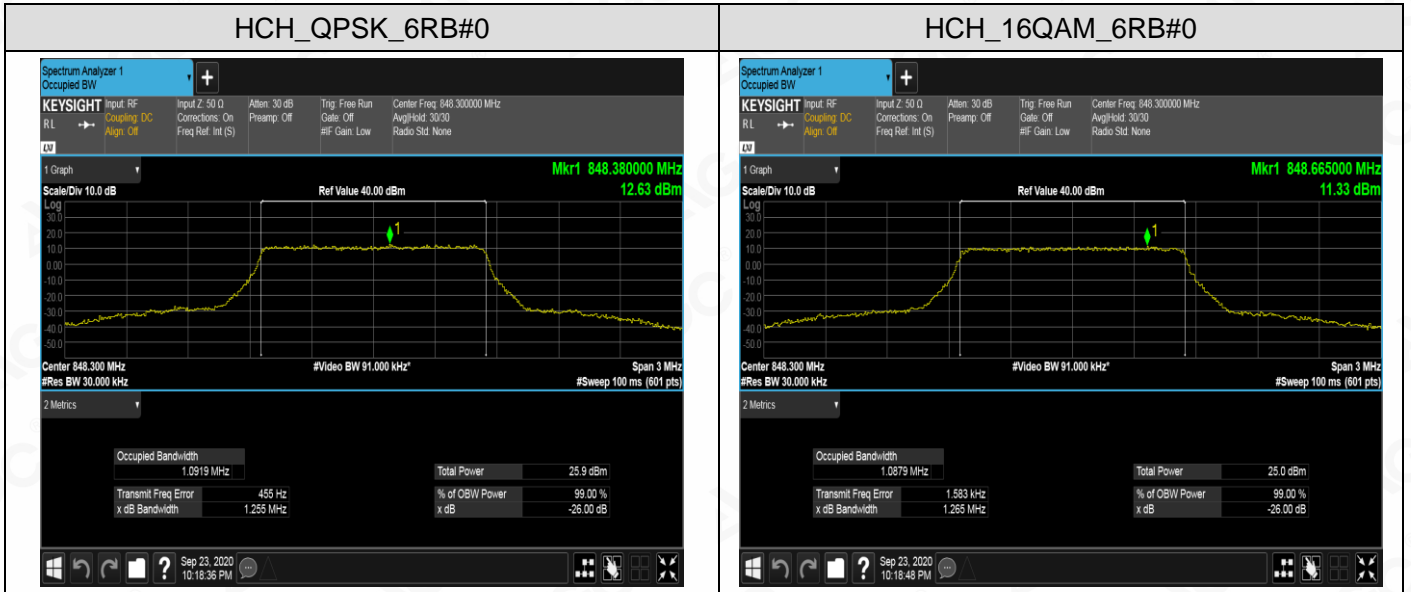 HCH_QPSK_6RB#0
Spectrum Analyzer 1
Occupied BW
+
KEYSIGHT Input: RF Input Z: 50 Ω Atten: 30 dB Trig: Free Run Center Freq: 848.300000 MHz
RL Coupling: DC Corrections: On Preamp: Off Gate: Off Avg|Hold: 30/30
Align: Off Freq Ref: Int (S) #IF Gain: Low Radio Std: None
LXI
1 Graph Mkr1 848.380000 MHz
Scale/Div 10.0 dB Ref Value 40.00 dBm 12.63 dBm
Log
30.0
20.0
1
10.0
0.00
-10.0
-20.0
-30.0
-40.0
-50.0
Center 848.300 MHz #Video BW 91.000 kHz* Span 3 MHz
#Res BW 30.000 kHz #Sweep 100 ms (601 pts)
2 Metrics
Occupied Bandwidth
1.0919 MHz Total Power 25.9 dBm
Transmit Freq Error 455 Hz % of OBW Power 99.00 %
x dB Bandwidth 1.255 MHz x dB -26.00 dB
? Sep 23, 2020
10:18:36 PM
HCH_16QAM_6RB#0
Spectrum Analyzer 1
Occupied BW
+
KEYSIGHT Input: RF Input Z: 50 Ω Atten: 30 dB Trig: Free Run Center Freq: 848.300000 MHz
RL Coupling: DC Corrections: On Preamp: Off Gate: Off Avg|Hold: 30/30
Align: Off Freq Ref: Int (S) #IF Gain: Low Radio Std: None
LXI
1 Graph Mkr1 848.665000 MHz
Scale/Div 10.0 dB Ref Value 40.00 dBm 11.33 dBm
Log
30.0
20.0
1
10.0
0.00
-10.0
-20.0
-30.0
-40.0
-50.0
Center 848.300 MHz #Video BW 91.000 kHz* Span 3 MHz
#Res BW 30.000 kHz #Sweep 100 ms (601 pts)
2 Metrics
Occupied Bandwidth
1.0879 MHz Total Power 25.0 dBm
Transmit Freq Error 1.583 kHz % of OBW Power 99.00 %
x dB Bandwidth 1.265 MHz x dB -26.00 dB
? Sep 23, 2020
10:18:48 PM